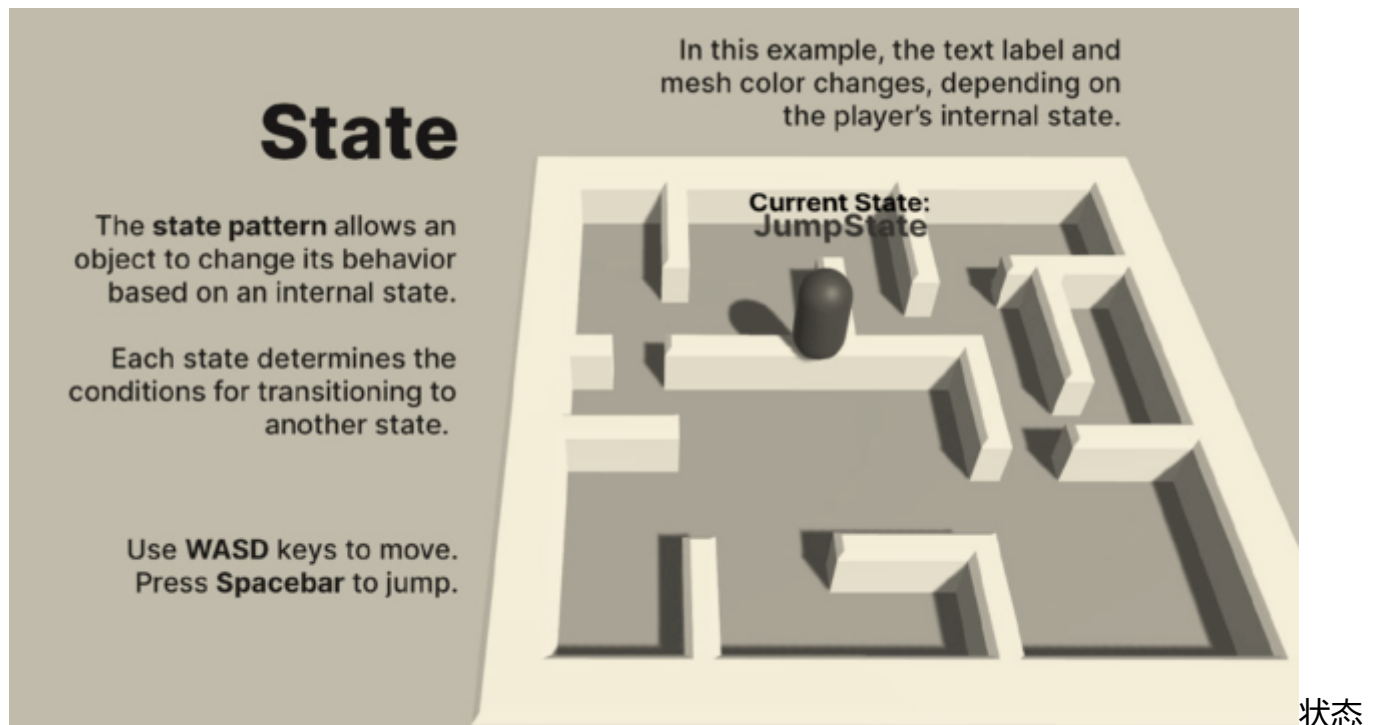 In this example, the text label and
mesh color changes, depending on
the player's internal state.
State
The state pattern allows an
object to change its behavior
based on an internal state.
Each state determines the
conditions for transitioning to
another state.
Use WASD keys to move.
Press Spacebar to jump.
Current State:
JumpState
状态